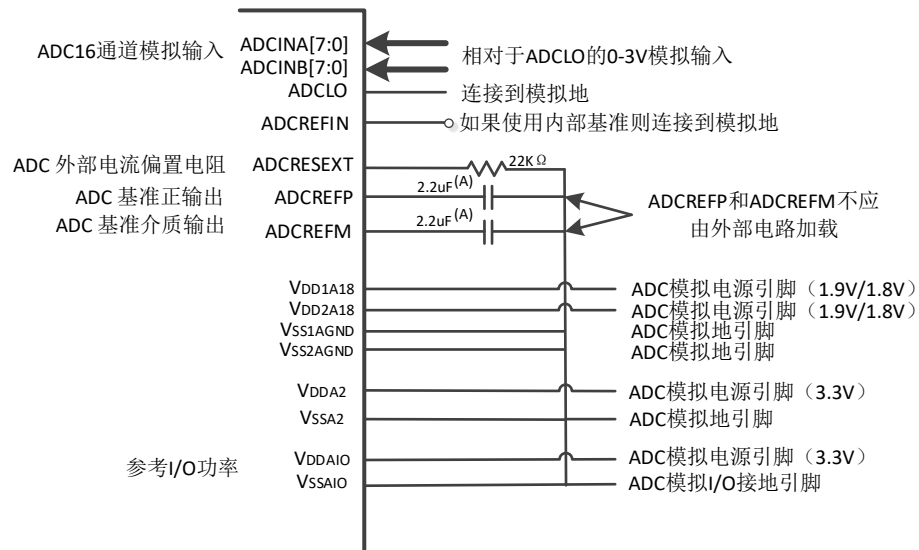 ADC16通道模拟输入
ADCINA[7:0]
ADCINB[7:0]
相对于ADCLO的0-3V模拟输入
ADCLO
连接到模拟地
ADCREFIN
如果使用内部基准则连接到模拟地
ADC 外部电流偏置电阻
ADCRESEXT
22KΩ
ADC 基准正输出
ADCREFP
2.2uF(A)
ADC 基准介质输出
ADCREFM
2.2uF(A)
ADCREFP和ADCREFM不应
由外部电路加载
VDD1A18
ADC模拟电源引脚（1.9V/1.8V）
VDD2A18
ADC模拟电源引脚（1.9V/1.8V）
VSS1AGND
ADC模拟地引脚
VSS2AGND
ADC模拟地引脚
VDDA2
ADC模拟电源引脚（3.3V）
VSSA2
ADC模拟地引脚
参考I/O功率
VDDAIO
ADC模拟电源引脚（3.3V）
VSSAIO
ADC模拟I/O接地引脚